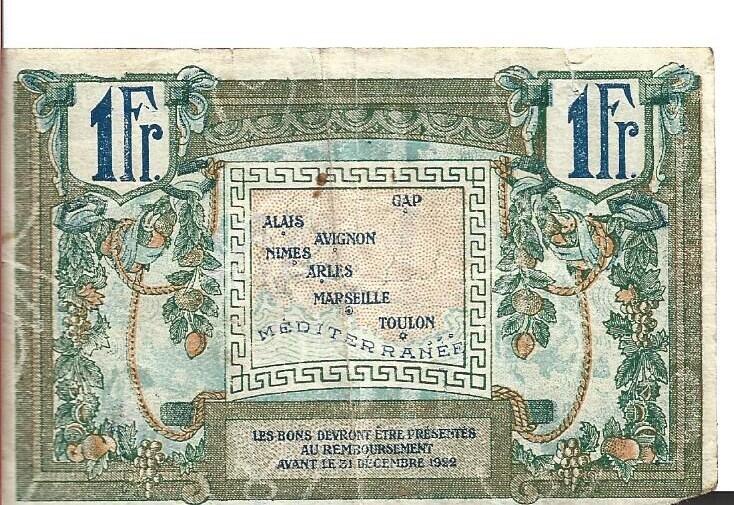 1Fr. 1Fr.
GAP
ALAIS
AVIGNON
NIMES
ARLES
MARSEILLE
TOULON
MÉDITERRANÉE
LES BONS DEVRONT ÊTRE PRÉSENTÉS
AU REMBOURSEMENT
AVANT LE 31 DÉCEMBRE 1922